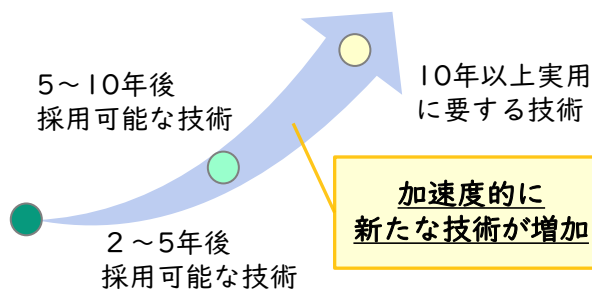 5～10年後
採用可能な技術
10年以上実用
に要する技術
加速度的に
新たな技術が増加
2～5年後
採用可能な技術